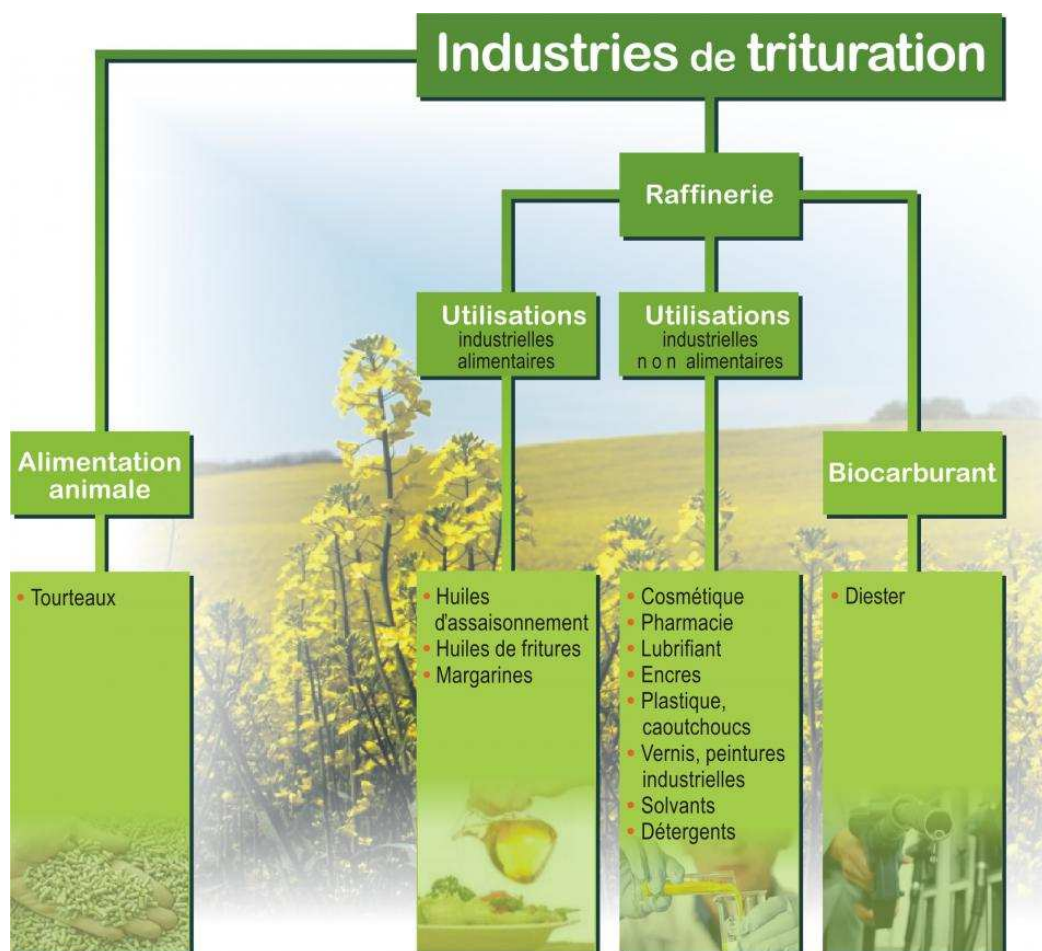 Industries de trituration
Raffinerie
Utilisations
industrielles
alimentaires
Utilisations
industrielles
non alimentaires
Alimentation
animale
Biocarburant
• Tourteaux
• Huiles
d'assaisonnement
• Huiles de fritures
• Margarines
• Cosmétique
• Pharmacie
• Lubrifiant
• Encres
• Plastique,
caoutchoucs
• Vernis, peintures
industrielles
• Solvants
• Détergents
• Diester